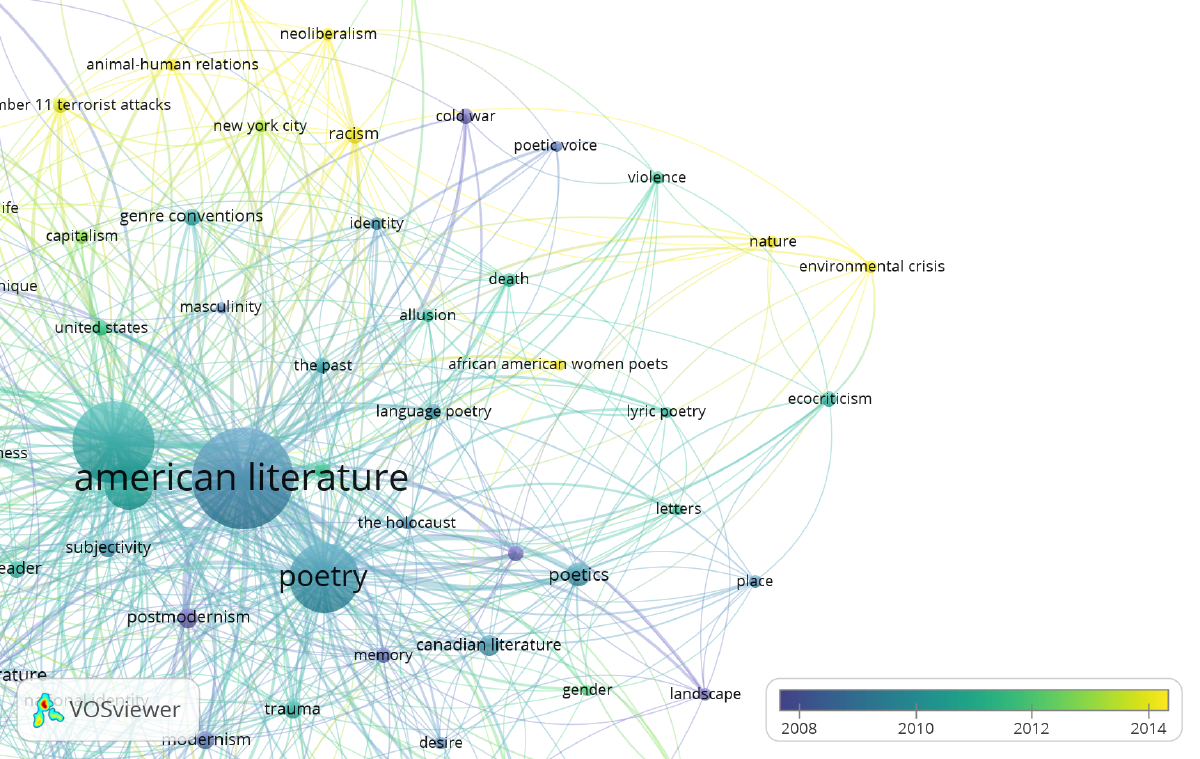 neoliberalism
animal-human relations
mber 11 terrorist attacks
cold war
new york city
racism
poetic voice
violence
ife
genre conventions
identity
capitalism
nature
environmental crisis
death
nique
masculinity
allusion
united states
the past
african american women poets
ecocriticism
language poetry
lyric poetry
ness
american literature
letters
the holocaust
subjectivity
eader
poetry
poetics
place
postmodernism
canadian literature
memory
rature
gender
landscape
national identity
VOSviewer
trauma
modernism
desire
2008 2010 2012 2014